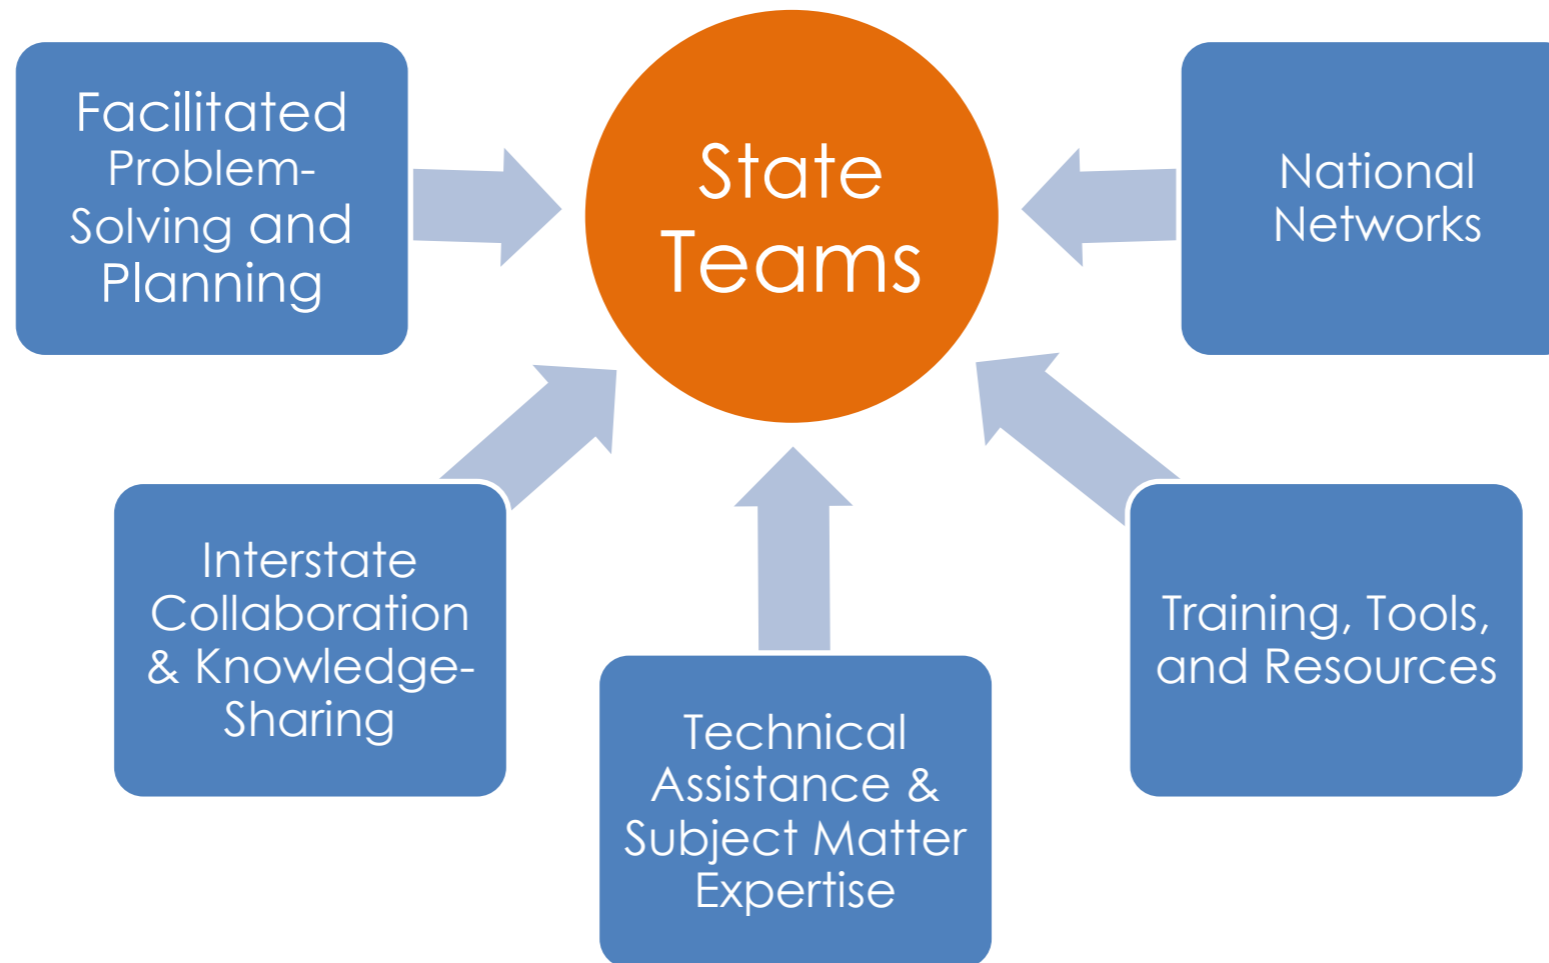 Facilitated
Problem-
Solving and
Planning
State
Teams
National
Networks
Interstate
Collaboration
& Knowledge-
Sharing
Technical
Assistance &
Subject Matter
Expertise
Training, Tools,
and Resources